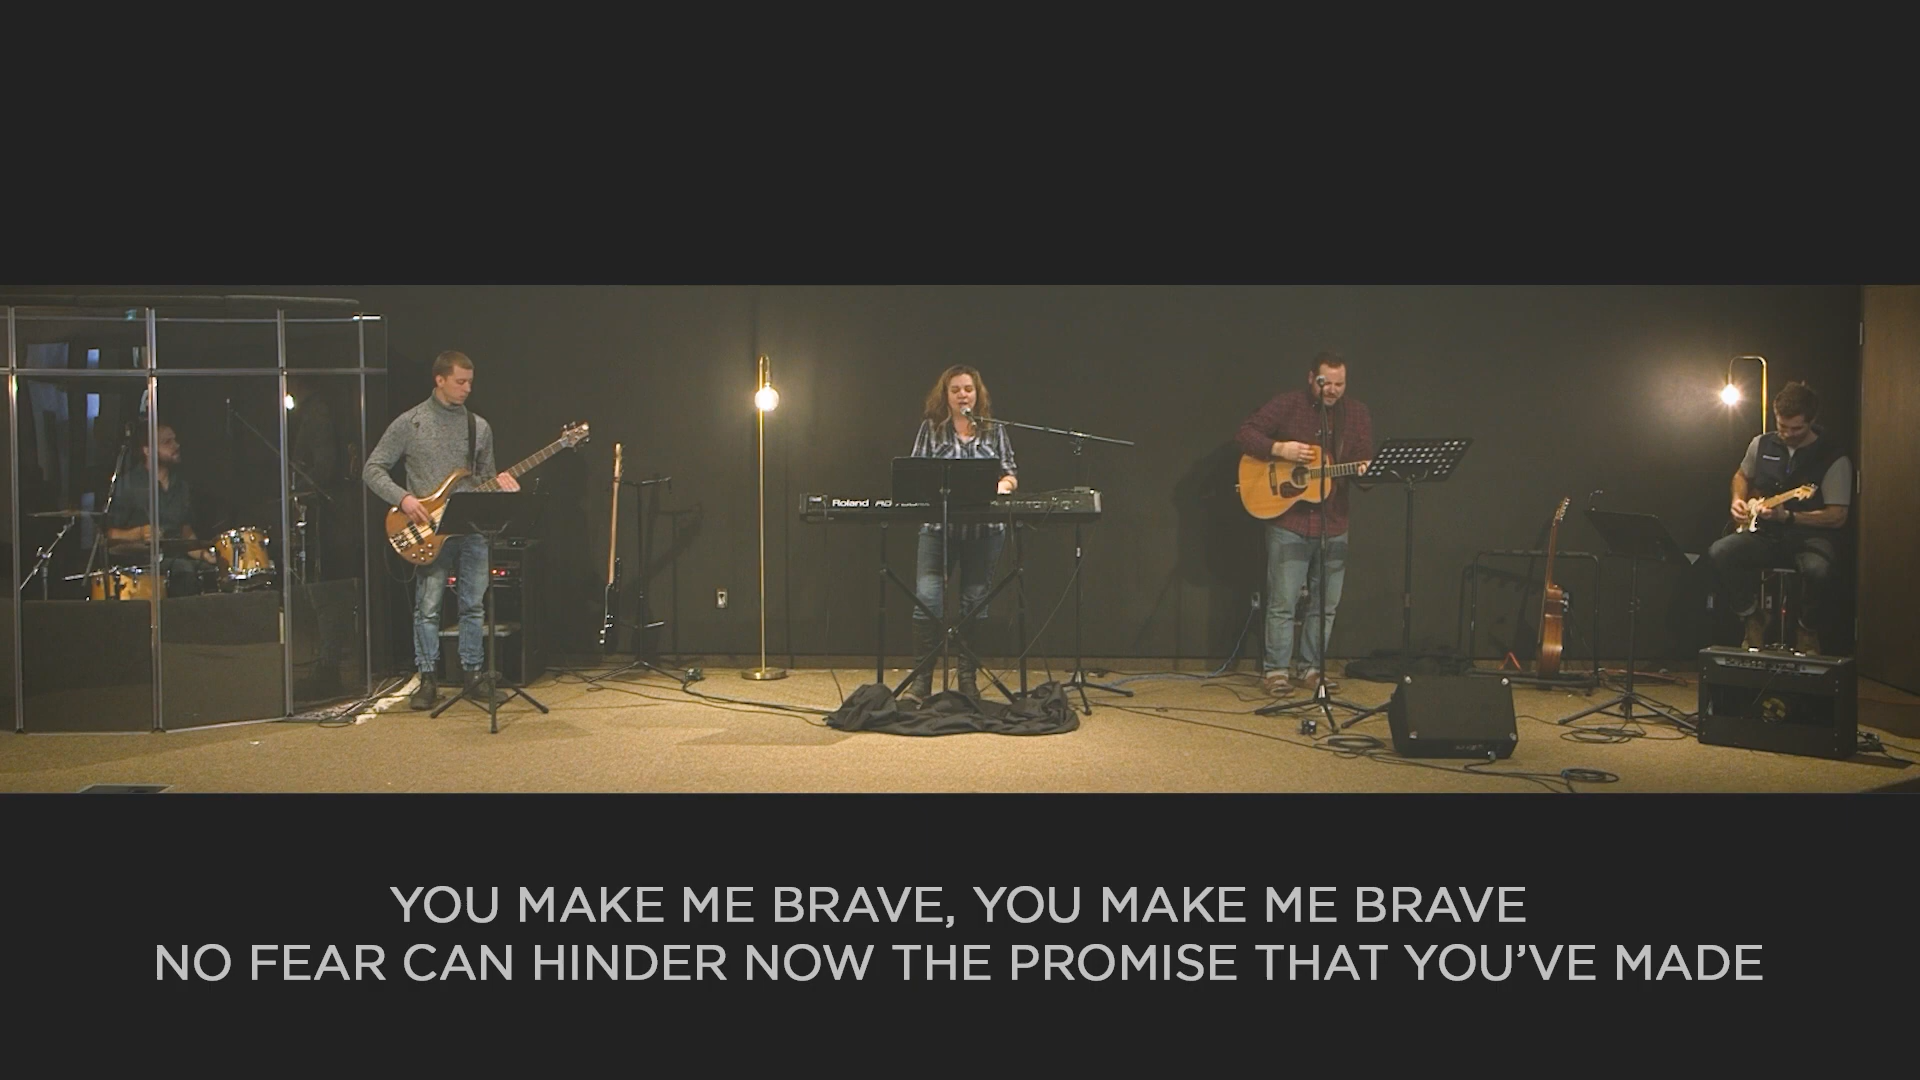 Roland
YOU MAKE ME BRAVE, YOU MAKE ME BRAVE
NO FEAR CAN HINDER NOW THE PROMISE THAT YOU’VE MADE